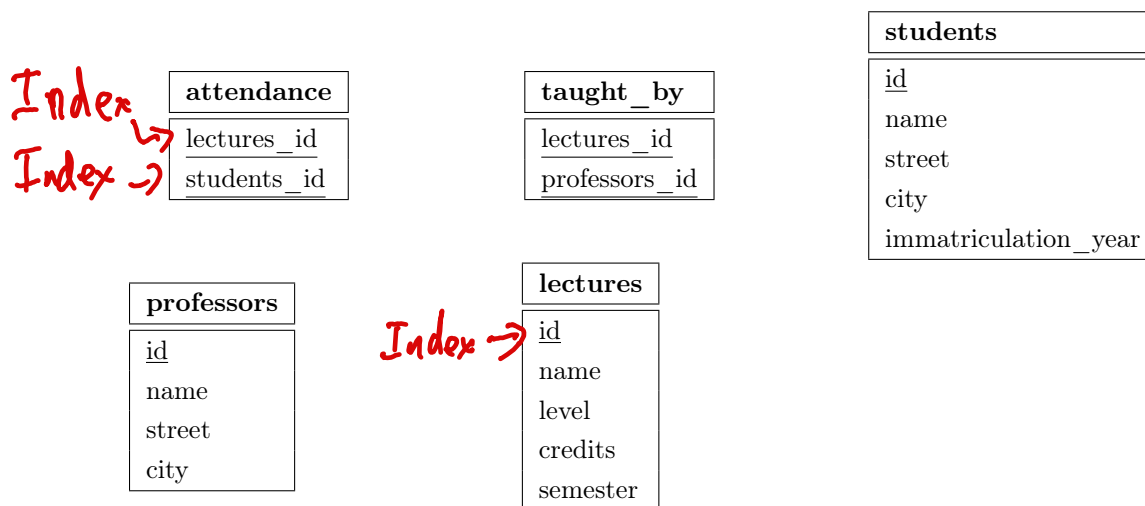 students
id
name
street
city
immatriculation_year
Index
Index
attendance
lectures_id
students_id
taught_by
lectures_id
professors_id
professors
id
name
street
city
Index
lectures
id
name
level
credits
semester